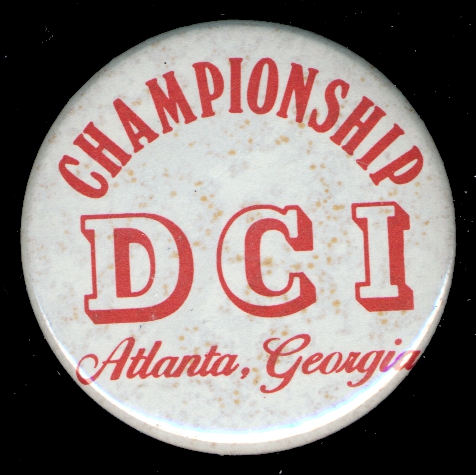 CHAMPIONSHIP
DCI
Atlanta, Georgia